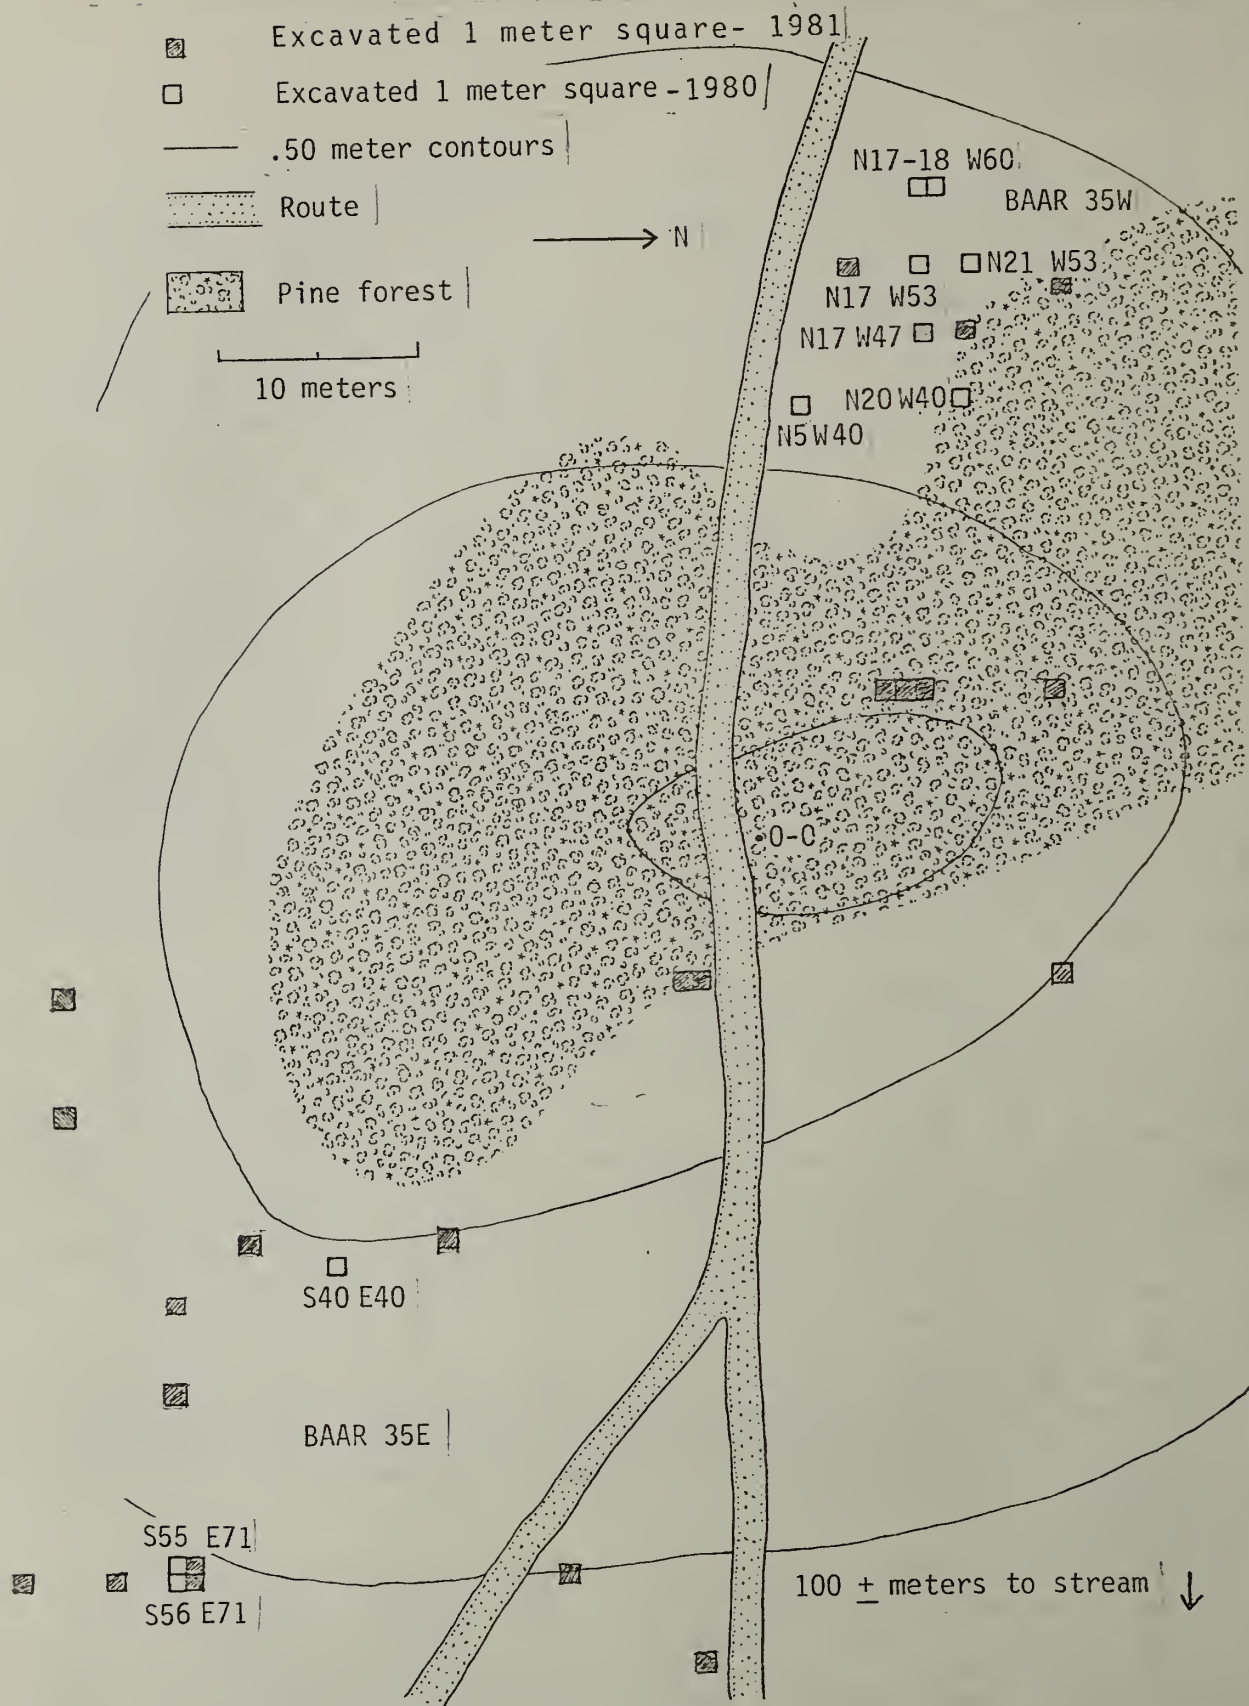 Excavated 1 meter square- 1981
Excavated 1 meter square -1980
.50 meter contours
Route
N
Pine forest
10 meters
N17-18 W60
BAAR 35W
N21 W53
N17 W53
N17 W47
N20 W40
N5 W40
0-0
S40 E40
BAAR 35E
S55 E71
S56 E71
100 ± meters to stream